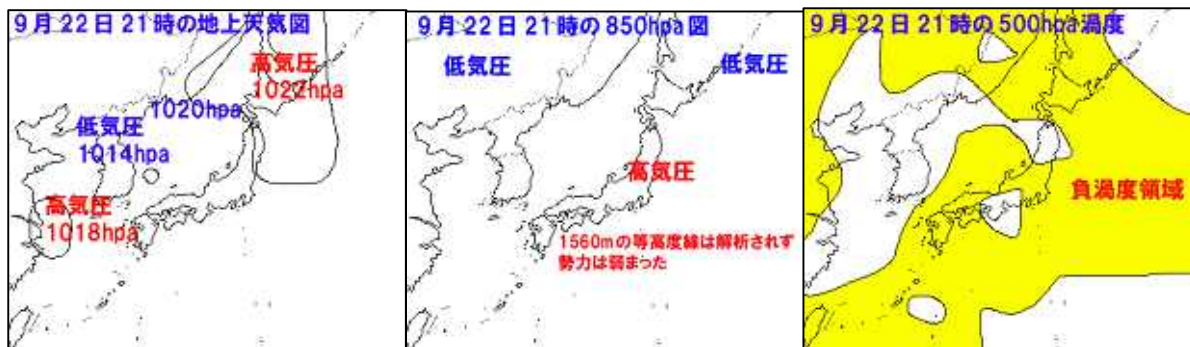 9月22日21時の地上天気図
高気圧
1022hpa
1020hpa
低気圧
1014hpa
高気圧
1018hpa
9月22日21時の850hpa図
低気圧
低気圧
高気圧
1560mの等高度線は解析されず
勢力は弱まった
9月22日21時の500hpa渦度
負渦度領域